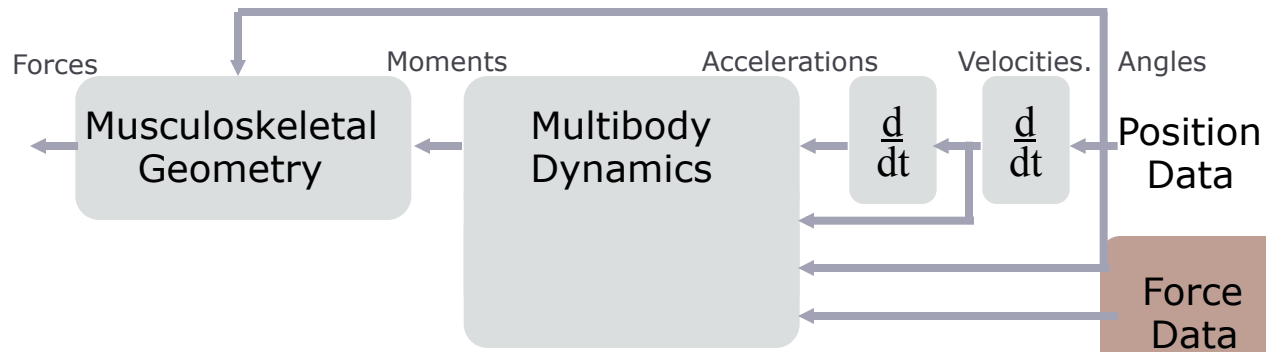 Forces
Moments
Accelerations
Velocities.
Angles
Musculoskeletal
Geometry
Multibody
Dynamics
d
dt
d
dt
Position
Data
Force
Data